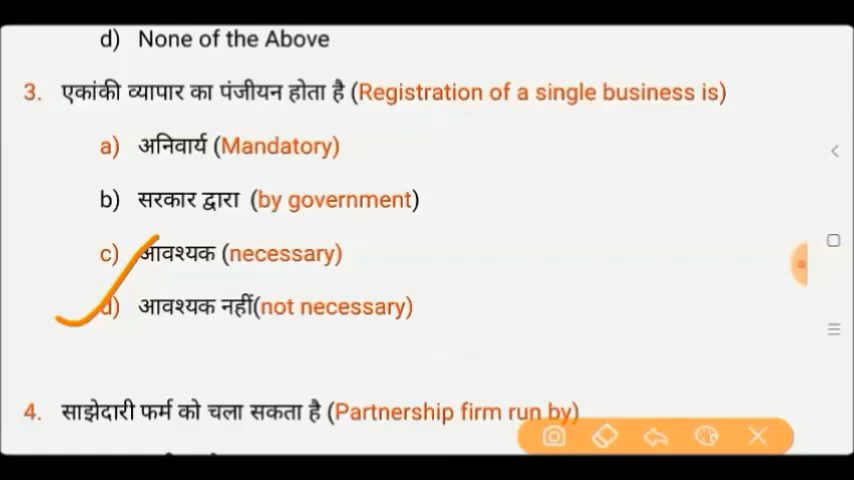 d) None of the Above
3. एकांकी व्यापार का पंजीयन होता है (Registration of a single business is)
a) अनिवार्य (Mandatory)
b) सरकार द्वारा (by government)
c) आवश्यक (necessary)
d) आवश्यक नहीं(not necessary)
4. साझेदारी फर्म को चला सकता है (Partnership firm run by)